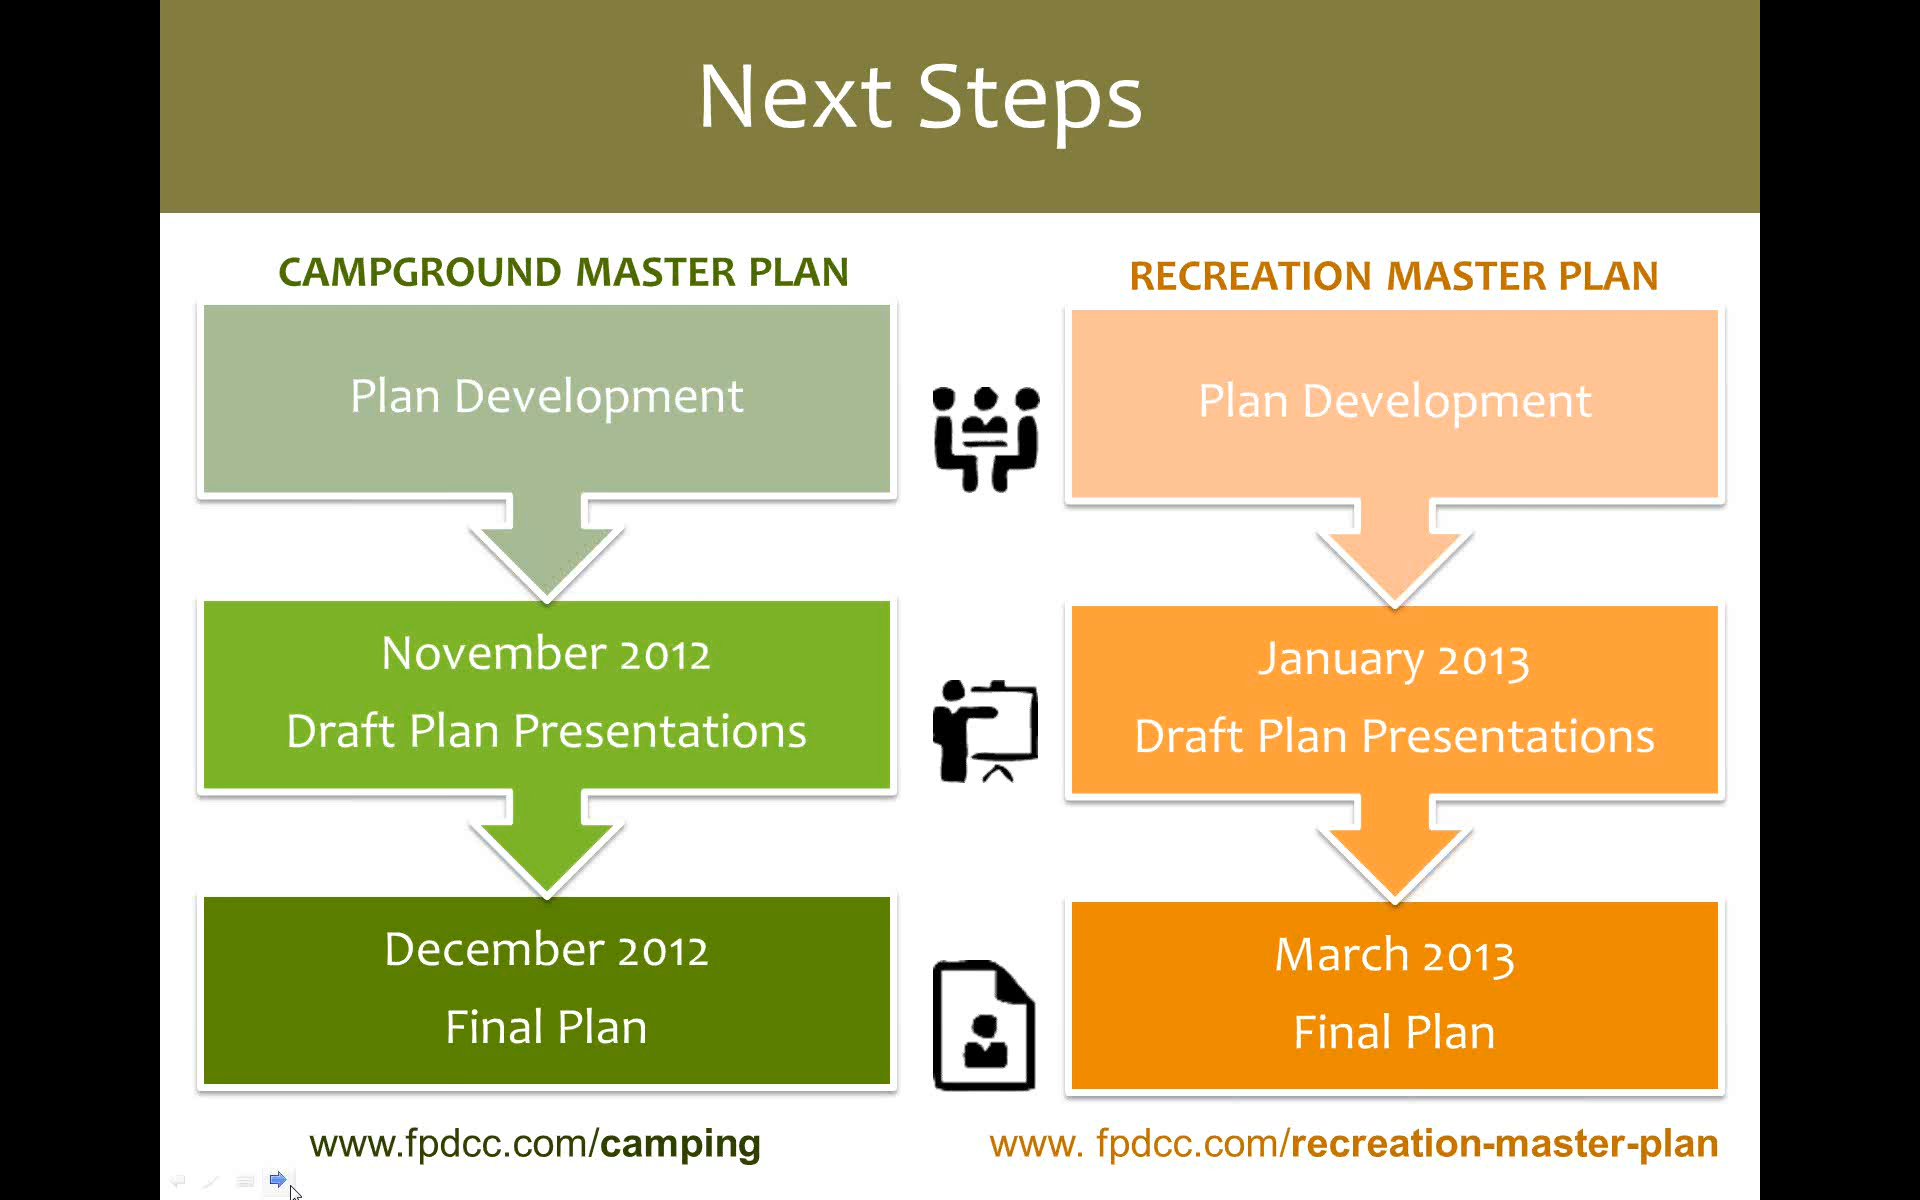 Next Steps
CAMPGROUND MASTER PLAN
Plan Development
November 2012
Draft Plan Presentations
December 2012
Final Plan
www.fpdcc.com/camping
RECREATION MASTER PLAN
Plan Development
January 2013
Draft Plan Presentations
March 2013
Final Plan
www. fpdcc.com/recreation-master-plan